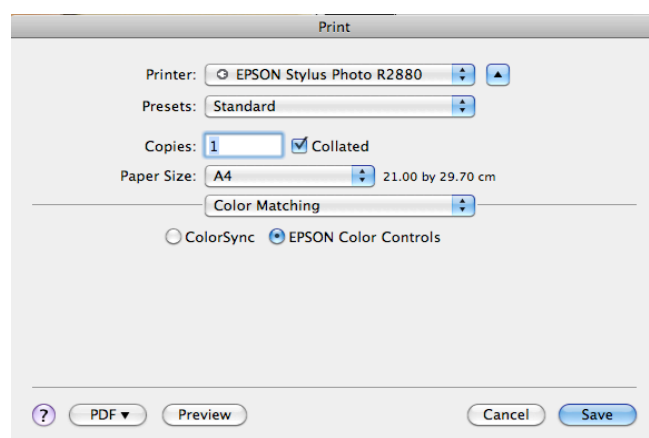 Print
Printer: EPSON Stylus Photo R2880
Presets: Standard
Copies: 1 Collated
Paper Size: A4 21.00 by 29.70 cm
Color Matching
ColorSync EPSON Color Controls
? PDF▼ Preview Cancel Save